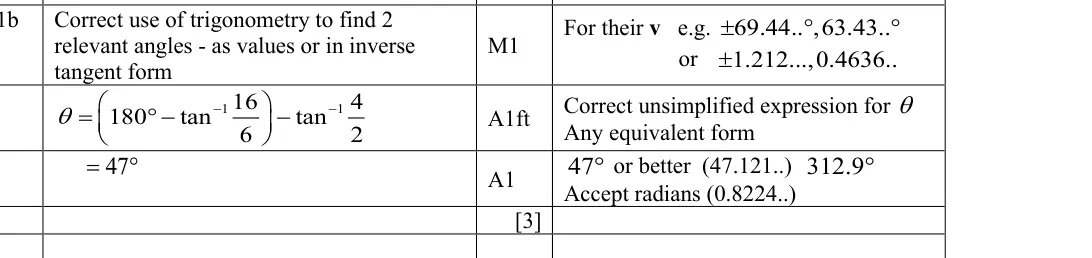 1b
Correct use of trigonometry to find 2
relevant angles - as values or in inverse
tangent form
M1
For their v e.g. ±69.44..°,63.43..°
or ±1.212...,0.4636..
θ = (180° − tan⁻¹ 16/6) − tan⁻¹ 4/2
A1ft
Correct unsimplified expression for θ
Any equivalent form
= 47°
A1
47° or better (47.121..) 312.9°
Accept radians (0.8224..)
[3]